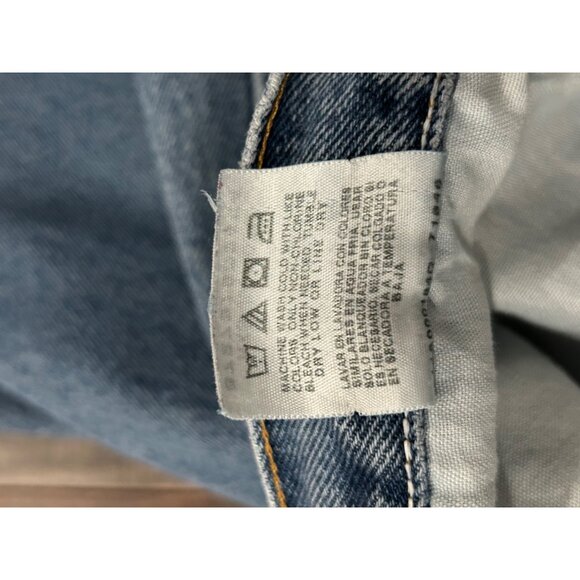 MACHINE WASH COLD WITH LIKE
COLORS ONLY NON-CHLORINE
BLEACH WHEN NEEDED TUMBLE
DRY LOW OR LINE DRY
LAVAR EN LAVADORA CON COLORES
SIMILARES EN AGUA FRIA. USAR
SOLO BLANQUEADOR SIN CLORO SI
ES NECESARIO. SECAR COLGADO O
EN SECADORA A TEMPERATURA
BAJA